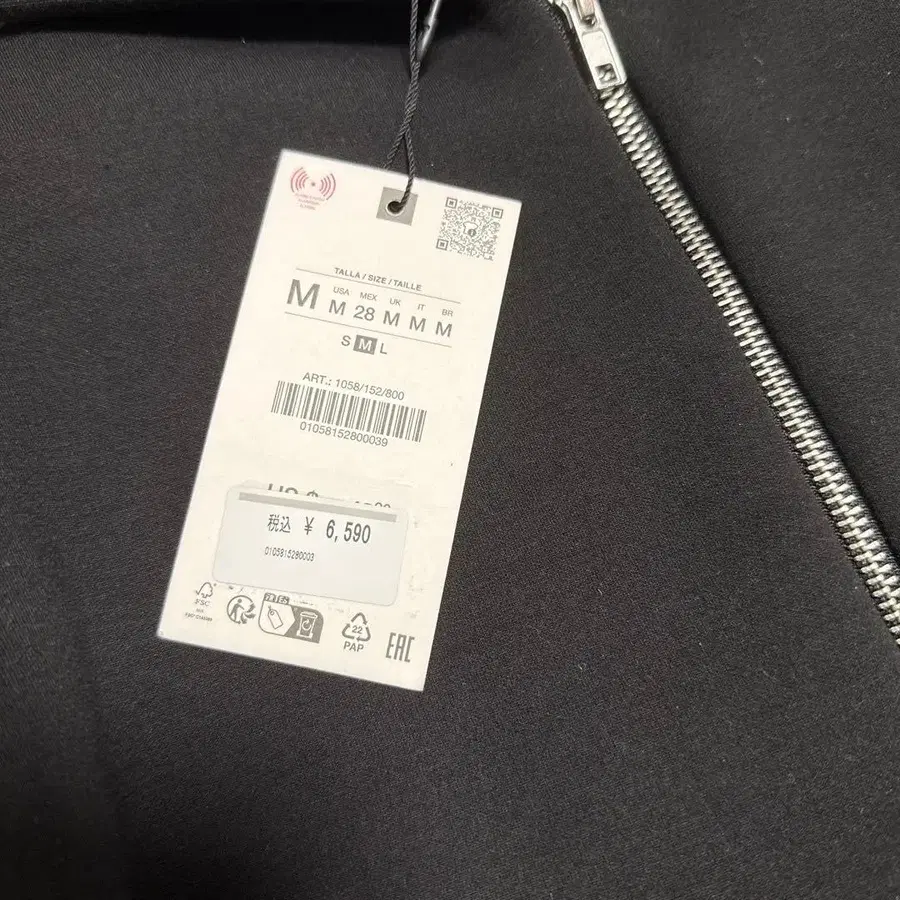 TALLA / SIZE / TAILLE
M
USA MEX UK IT BR
M 28 M M M
S M L
ART.: 1058/152/800
01058152800039
税込 ¥ 6,590
0105815280003
FSC
22
PAP
EAC